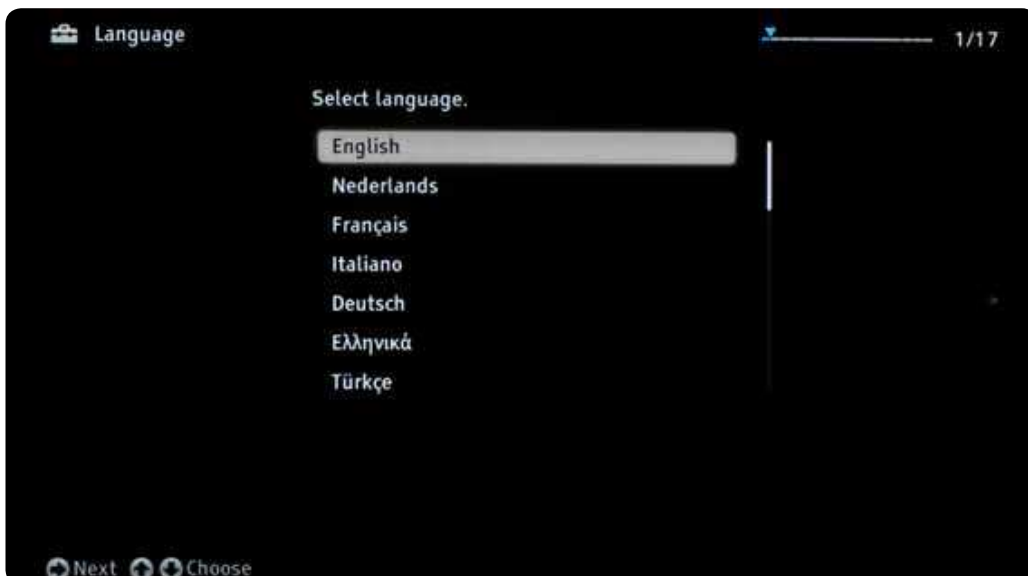 Language
1/17
Select language.
English
Nederlands
Français
Italiano
Deutsch
Ελληνικά
Türkçe
Next Choose